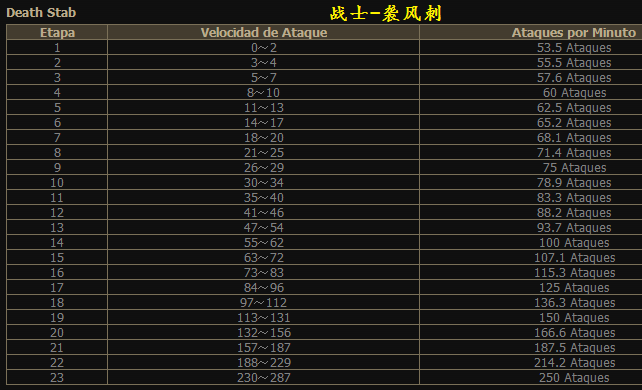 Death Stab 战士-袭风刺
Etapa Velocidad de Ataque Ataques por Minuto
1 0～2 53.5 Ataques
2 3～4 55.5 Ataques
3 5～7 57.6 Ataques
4 8～10 60 Ataques
5 11～13 62.5 Ataques
6 14～17 65.2 Ataques
7 18～20 68.1 Ataques
8 21～25 71.4 Ataques
9 26～29 75 Ataques
10 30～34 78.9 Ataques
11 35～40 83.3 Ataques
12 41～46 88.2 Ataques
13 47～54 93.7 Ataques
14 55～62 100 Ataques
15 63～72 107.1 Ataques
16 73～83 115.3 Ataques
17 84～96 125 Ataques
18 97～112 136.3 Ataques
19 113～131 150 Ataques
20 132～156 166.6 Ataques
21 157～187 187.5 Ataques
22 188～229 214.2 Ataques
23 230～287 250 Ataques